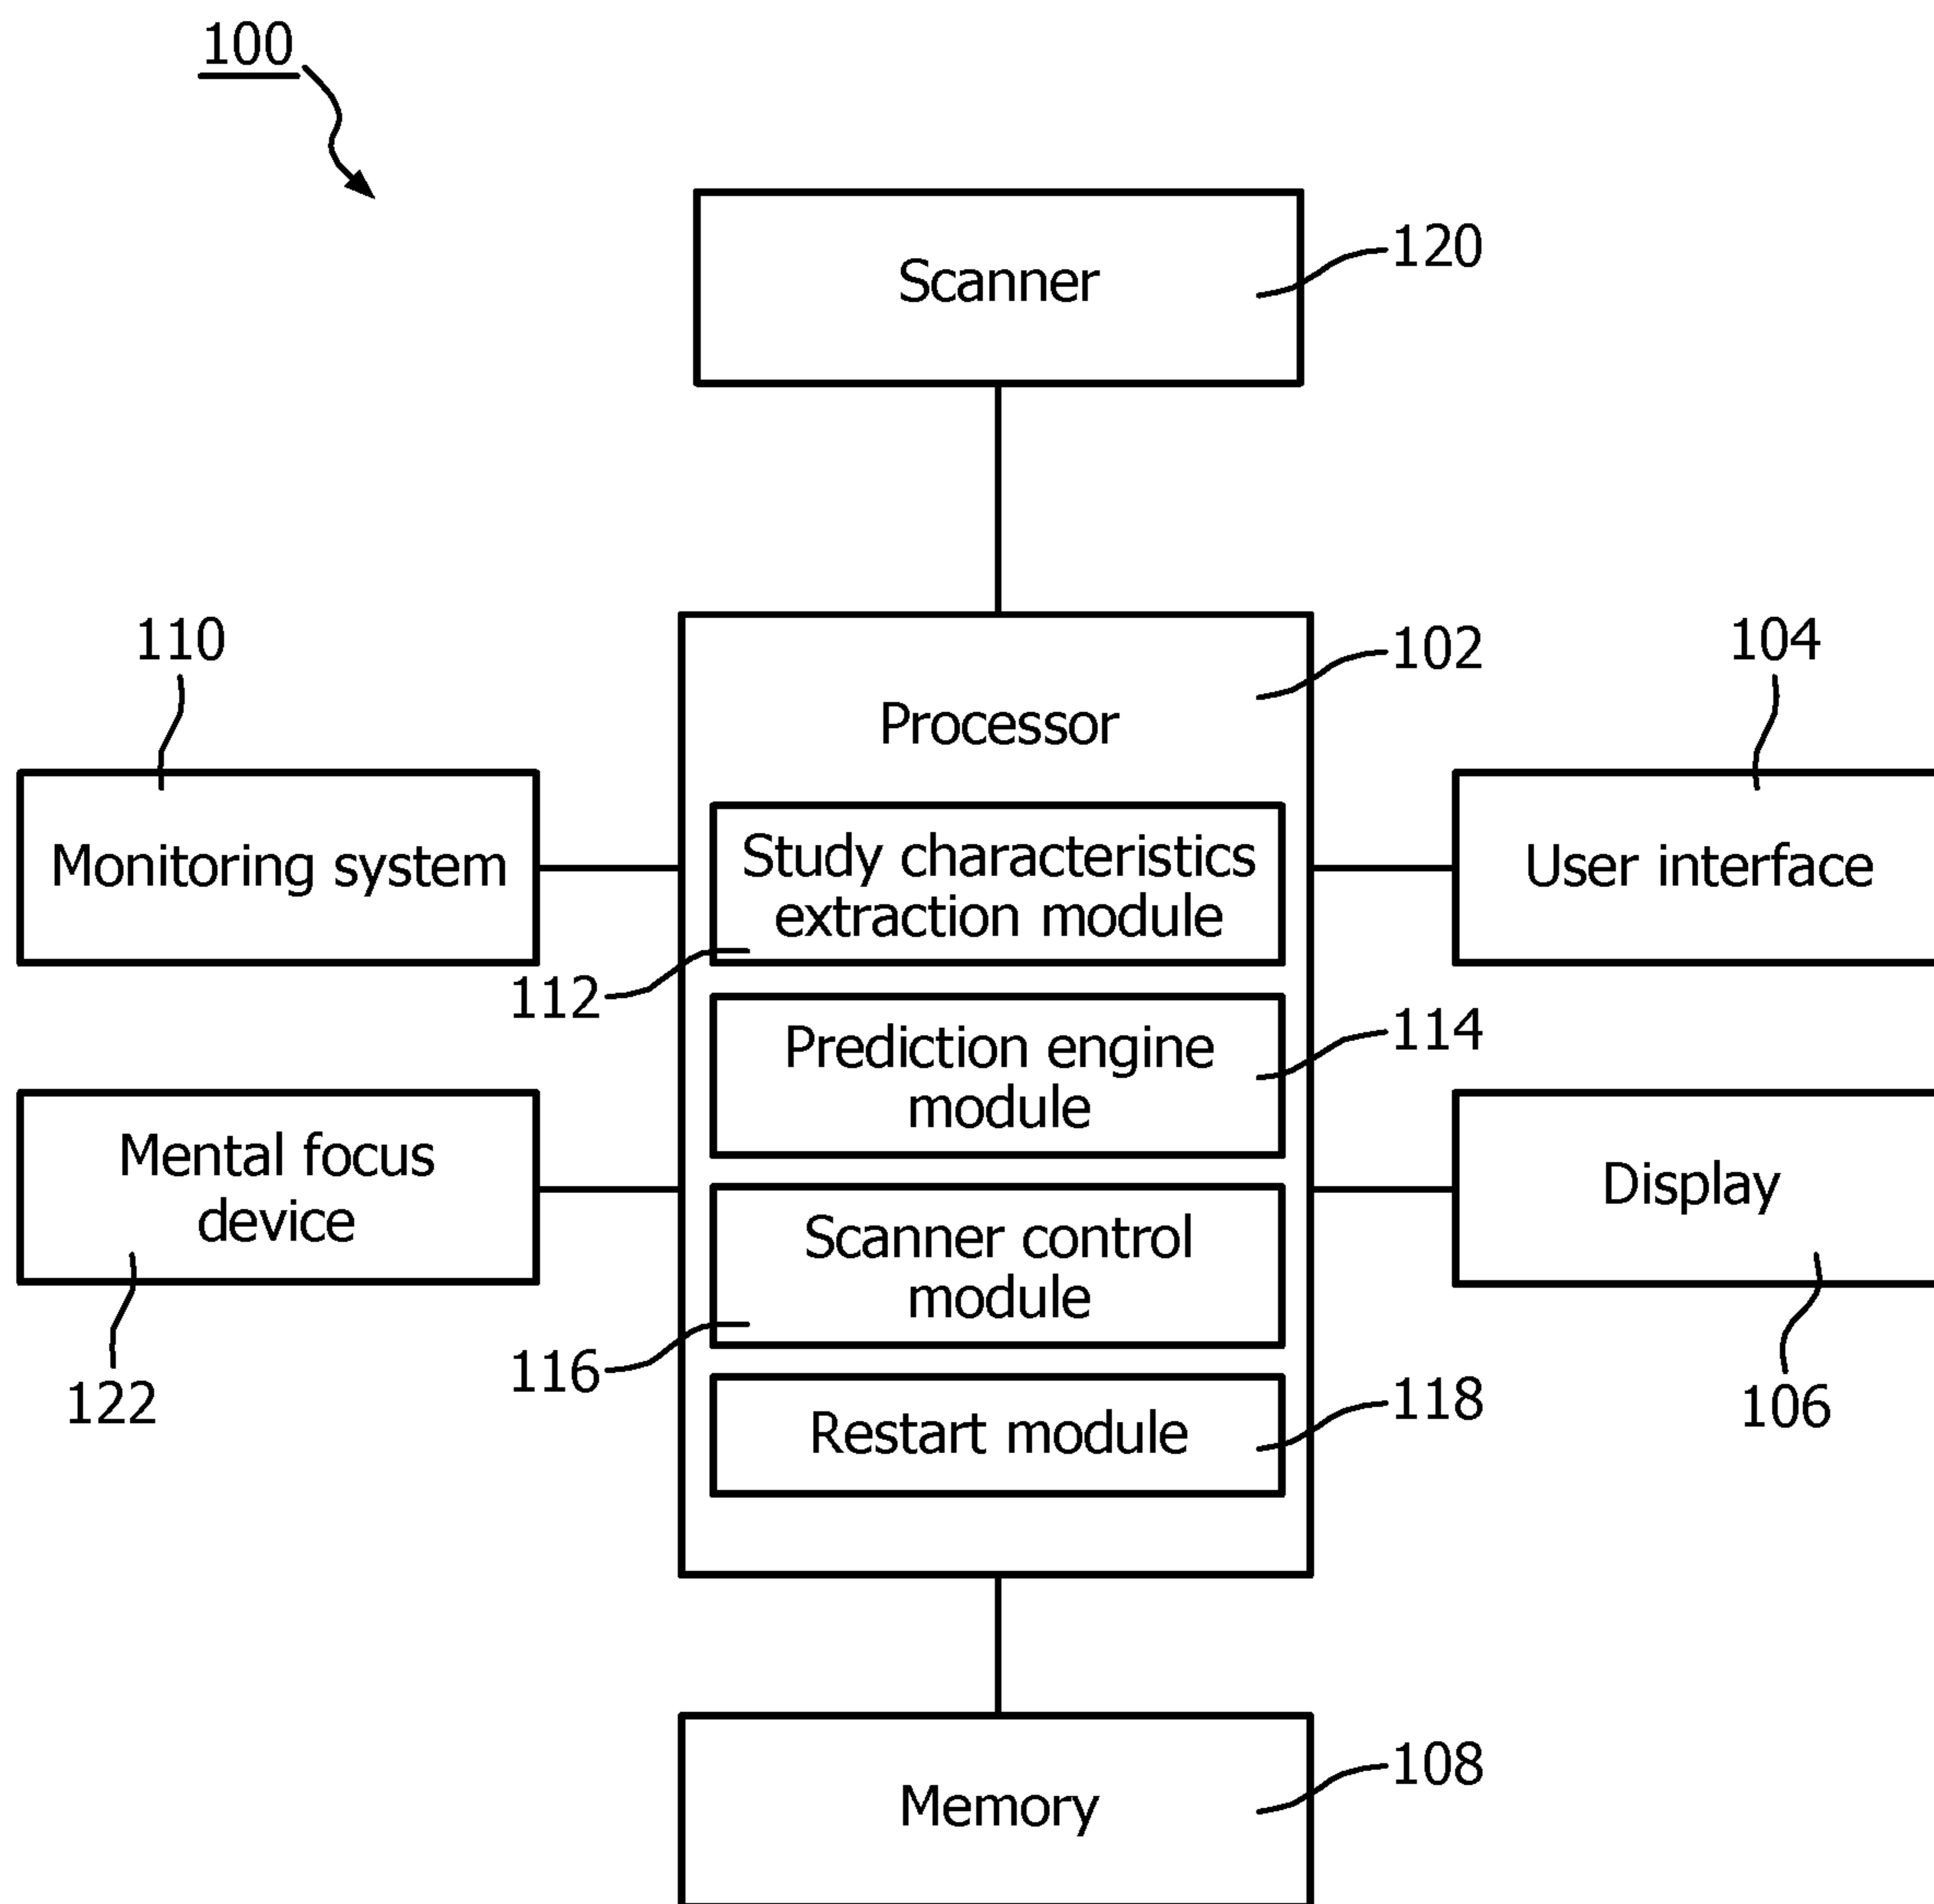 100
Scanner
120
110
102
104
Processor
Monitoring system
Study characteristics
extraction module
User interface
112
Prediction engine
module
114
Mental focus
device
Scanner control
module
Display
122
116
Restart module
118
106
Memory
108